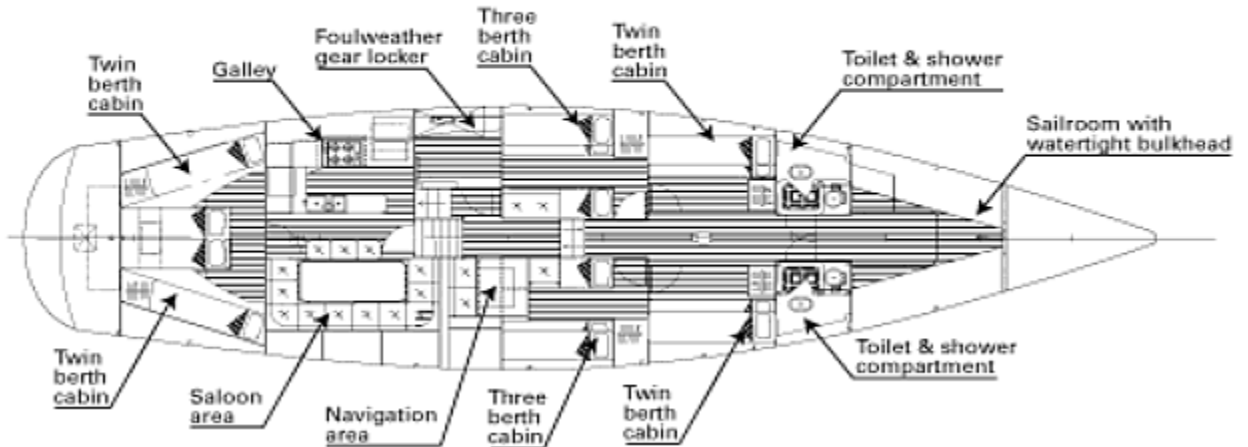 Twin
berth
cabin
Galley
Foulweather
gear locker
Three
berth
cabin
Twin
berth
cabin
Toilet & shower
compartment
Sailroom with
watertight bulkhead
Twin
berth
cabin
Saloon
area
Navigation
area
Three
berth
cabin
Twin
berth
cabin
Toilet & shower
compartment